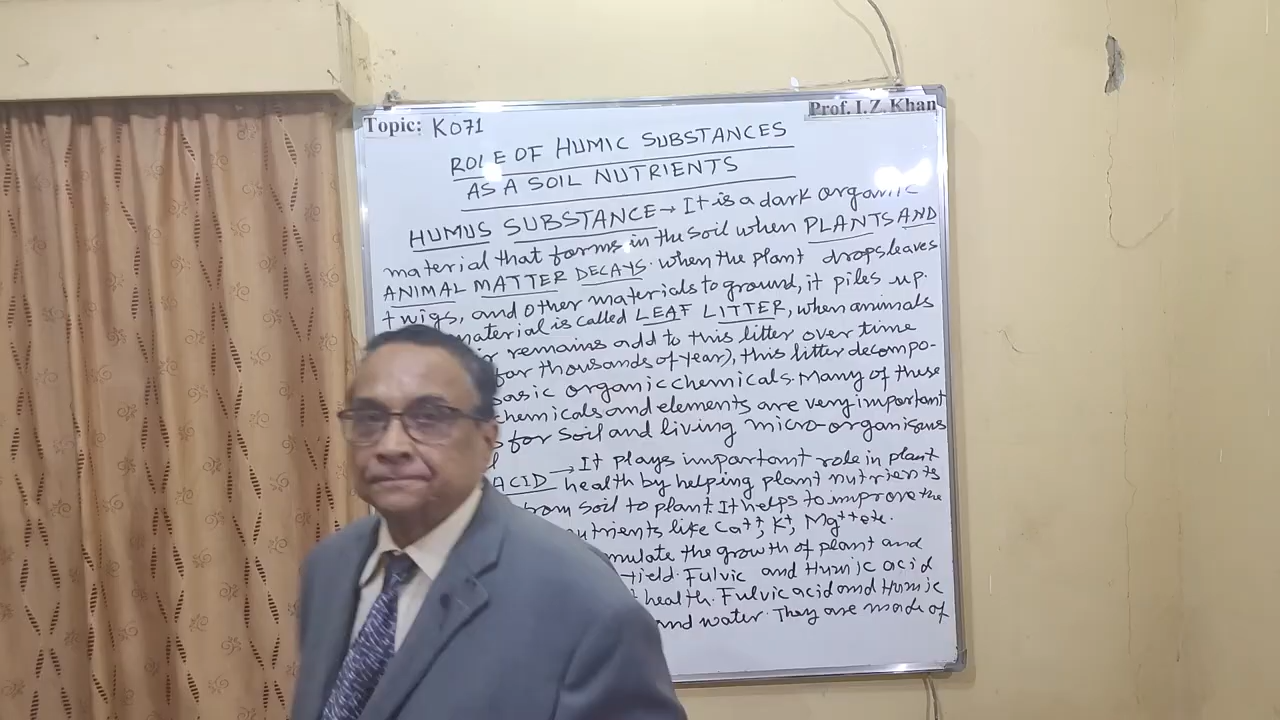 Topic: K071
Prof. I.Z. Khan
ROLE OF HUMIC SUBSTANCES
AS A SOIL NUTRIENTS
HUMUS SUBSTANCE → It is a dark organic
material that forms in the soil when PLANTS AND
ANIMAL MATTER DECAYS. when the plant drops leaves
twigs, and other materials to ground, it piles up.
material is called LEAF LITTER, when animals
remains add to this litter over time
(for thousands of year), this litter decompo-
basic organic chemicals. Many of these
chemicals and elements are very important
for soil and living micro-organisms
ACID → It plays important role in plant
health by helping plant nutrients
from soil to plant. It helps to improve the
nutrients like Ca++, K+, Mg++ etc.
the growth of plant and
yield. Fulvic and Humic acid
health. Fulvic acid and Humic
and water. They are made of